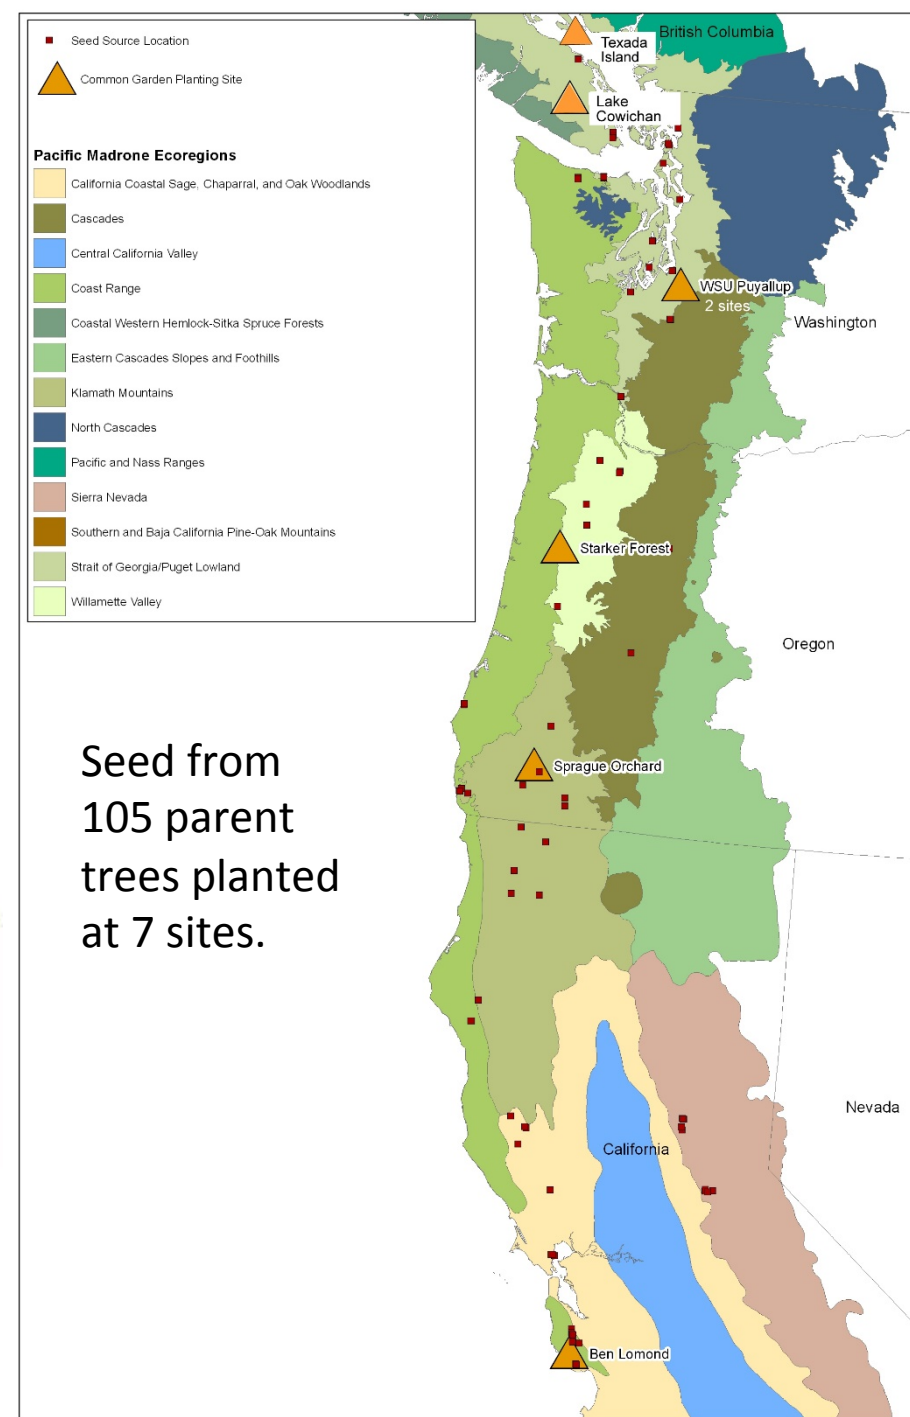 Seed Source Location
Common Garden Planting Site
Pacific Madrone Ecoregions
California Coastal Sage, Chaparral, and Oak Woodlands
Cascades
Central California Valley
Coast Range
Coastal Western Hemlock-Sitka Spruce Forests
Eastern Cascades Slopes and Foothills
Klamath Mountains
North Cascades
Pacific and Nass Ranges
Sierra Nevada
Southern and Baja California Pine-Oak Mountains
Strait of Georgia/Puget Lowland
Willamette Valley
British Columbia
Texada
Island
Lake
Cowichan
WSU Puyallup
2 sites
Washington
Starker Forest
Oregon
Sprague Orchard
Seed from
105 parent
trees planted
at 7 sites.
Nevada
California
Ben Lomond